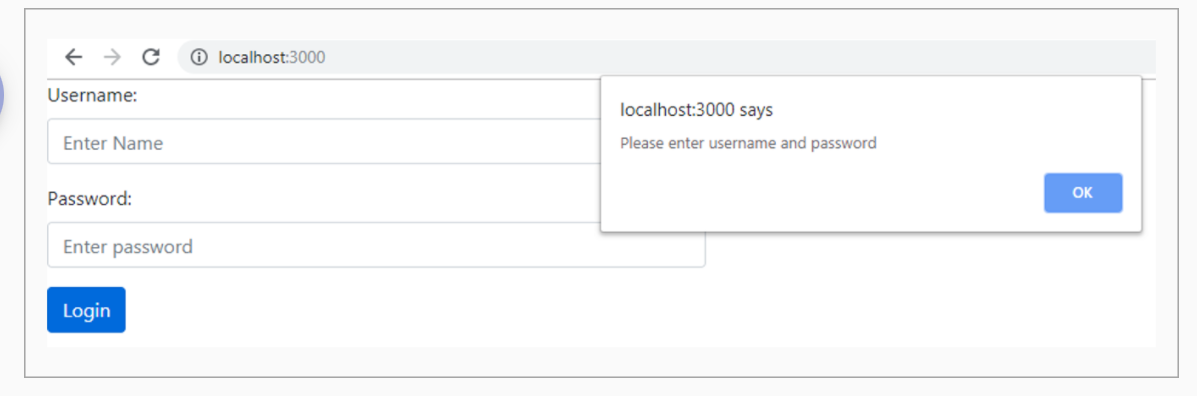 localhost:3000
Username:
localhost:3000 says
Enter Name
Please enter username and password
Password:
OK
Enter password
Login